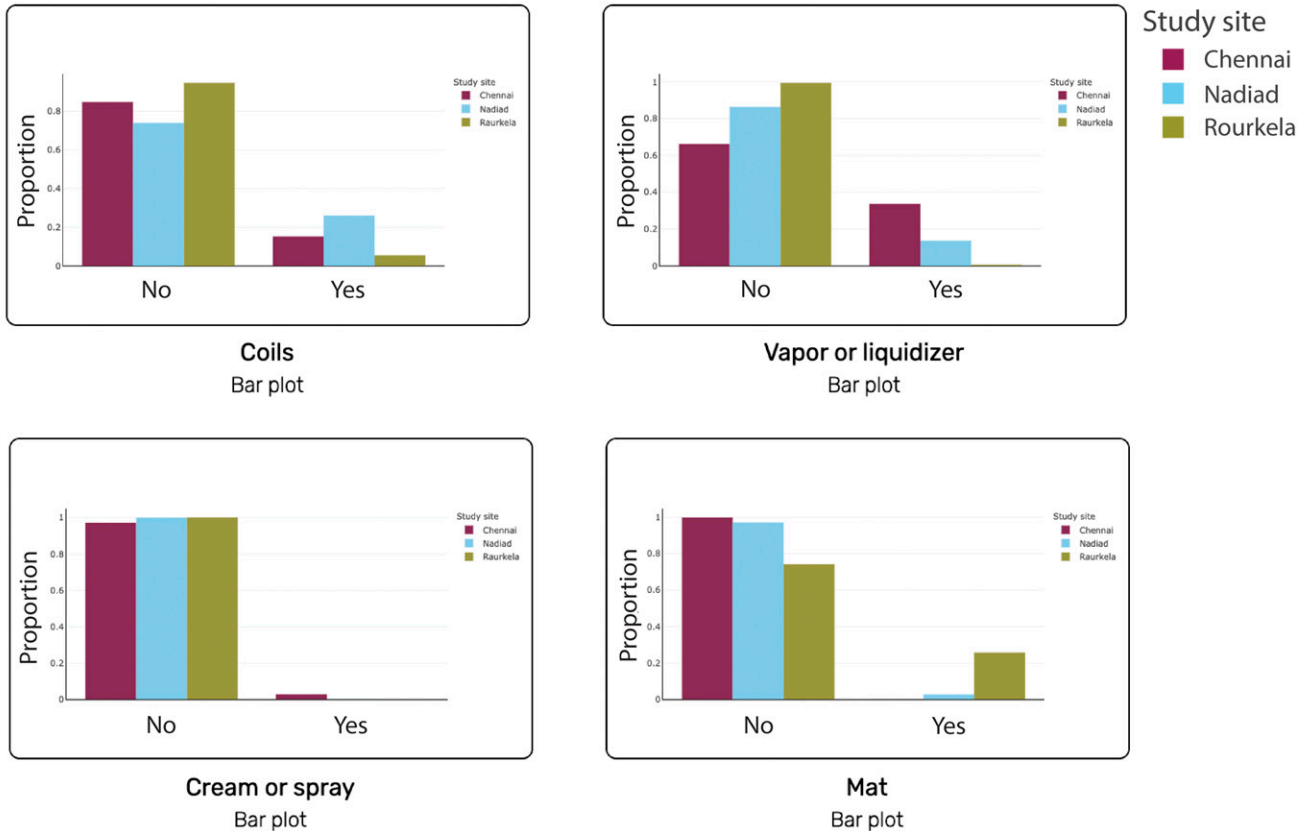 Study site
Chennai
Nadiad
Rourkela
Proportion
0.8
0.6
0.4
0.2
0
No
Yes
Study site
Chennai
Nadiad
Raurkela
Coils
Bar plot
Proportion
1
0.8
0.6
0.4
0.2
0
No
Yes
Study site
Chennai
Nadiad
Raurkela
Vapor or liquidizer
Bar plot
Proportion
1
0.8
0.6
0.4
0.2
0
No
Yes
Study site
Chennai
Nadiad
Raurkela
Cream or spray
Bar plot
Proportion
1
0.8
0.6
0.4
0.2
0
No
Yes
Study site
Chennai
Nadiad
Raurkela
Mat
Bar plot